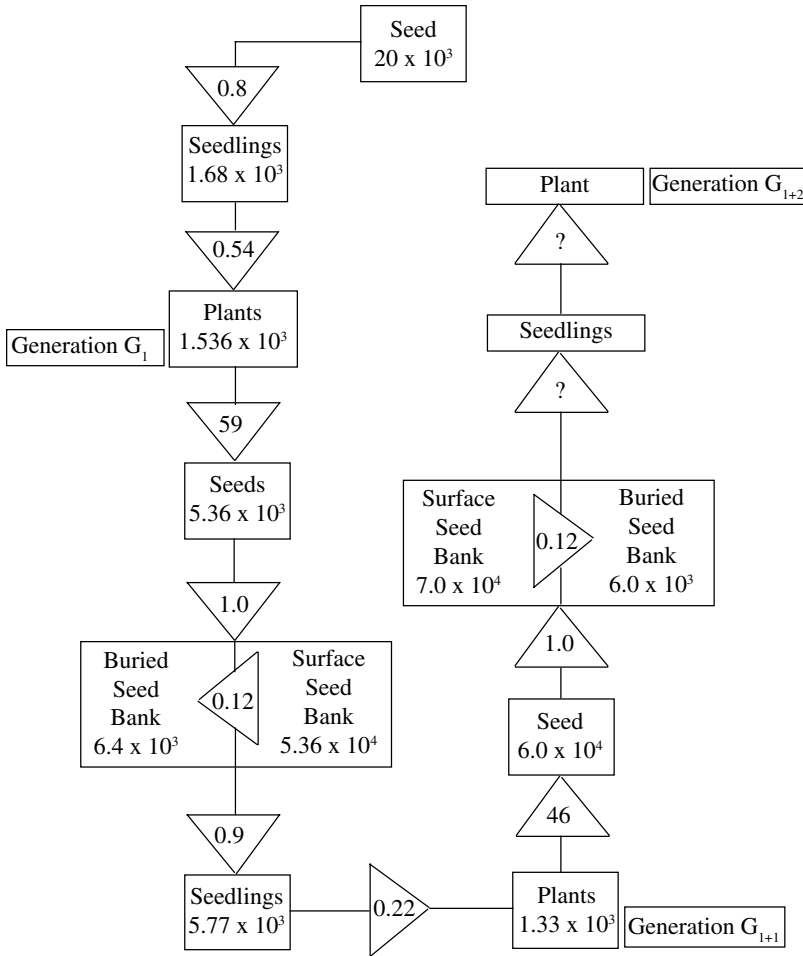 Seed
20 x 10³
0.8
Seedlings
1.68 x 10³
0.54
Plants
1.536 x 10³
Generation G₁
59
Seeds
5.36 x 10³
1.0
Buried
Seed
Bank
6.4 x 10³
0.12
Surface
Seed
Bank
5.36 x 10⁴
0.9
Seedlings
5.77 x 10³
0.22
Plants
1.33 x 10³
Generation G₁₊₁
46
Seed
6.0 x 10⁴
1.0
Surface
Seed
Bank
7.0 x 10⁴
0.12
Buried
Seed
Bank
6.0 x 10³
?
Seedlings
?
Plant
Generation G₁₊₂